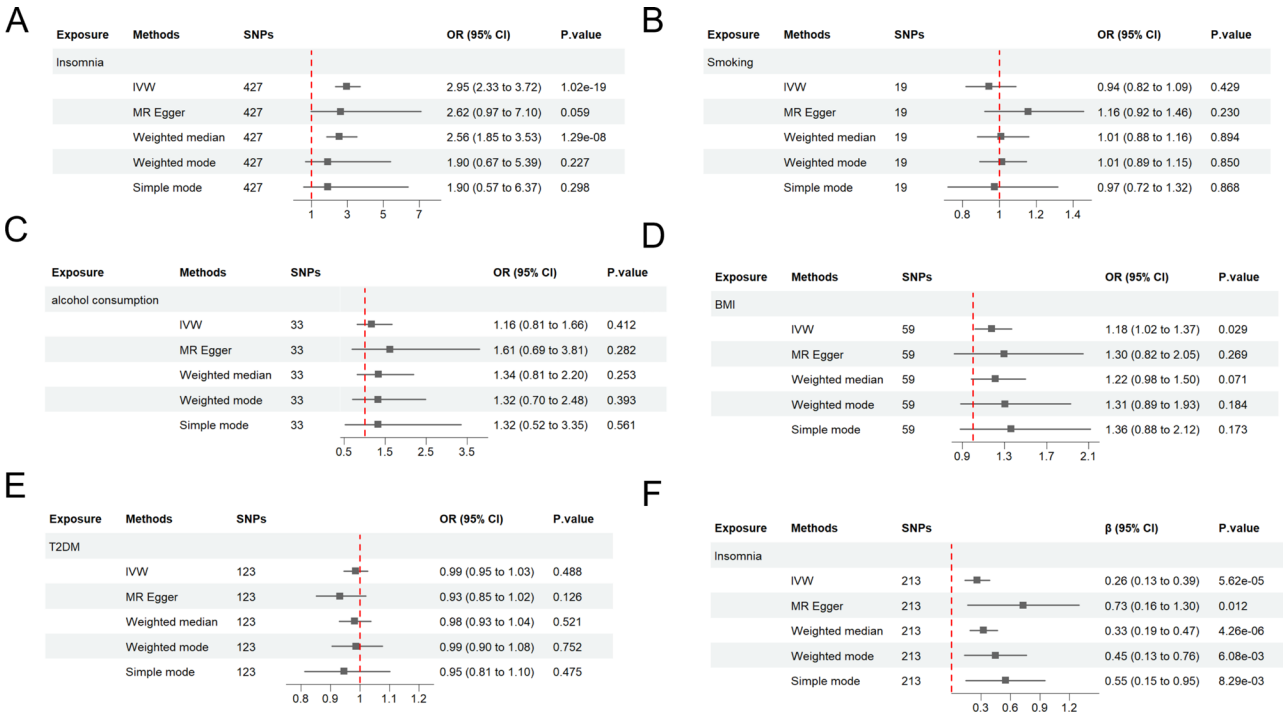 A
Exposure Methods SNPs OR (95% CI) P.value
Insomnia
IVW 427 2.95 (2.33 to 3.72) 1.02e-19
MR Egger 427 2.62 (0.97 to 7.10) 0.059
Weighted median 427 2.56 (1.85 to 3.53) 1.29e-08
Weighted mode 427 1.90 (0.67 to 5.39) 0.227
Simple mode 427 1.90 (0.57 to 6.37) 0.298
1 3 5 7
B
Exposure Methods SNPs OR (95% CI) P.value
Smoking
IVW 19 0.94 (0.82 to 1.09) 0.429
MR Egger 19 1.16 (0.92 to 1.46) 0.230
Weighted median 19 1.01 (0.88 to 1.16) 0.894
Weighted mode 19 1.01 (0.89 to 1.15) 0.850
Simple mode 19 0.97 (0.72 to 1.32) 0.868
0.8 1 1.2 1.4
C
Exposure Methods SNPs OR (95% CI) P.value
alcohol consumption
IVW 33 1.16 (0.81 to 1.66) 0.412
MR Egger 33 1.61 (0.69 to 3.81) 0.282
Weighted median 33 1.34 (0.81 to 2.20) 0.253
Weighted mode 33 1.32 (0.70 to 2.48) 0.393
Simple mode 33 1.32 (0.52 to 3.35) 0.561
0.5 1.5 2.5 3.5
D
Exposure Methods SNPs OR (95% CI) P.value
BMI
IVW 59 1.18 (1.02 to 1.37) 0.029
MR Egger 59 1.30 (0.82 to 2.05) 0.269
Weighted median 59 1.22 (0.98 to 1.50) 0.071
Weighted mode 59 1.31 (0.89 to 1.93) 0.184
Simple mode 59 1.36 (0.88 to 2.12) 0.173
0.9 1.3 1.7 2.1
E
Exposure Methods SNPs OR (95% CI) P.value
T2DM
IVW 123 0.99 (0.95 to 1.03) 0.488
MR Egger 123 0.93 (0.85 to 1.02) 0.126
Weighted median 123 0.98 (0.93 to 1.04) 0.521
Weighted mode 123 0.99 (0.90 to 1.08) 0.752
Simple mode 123 0.95 (0.81 to 1.10) 0.475
0.8 0.9 1 1.1 1.2
F
Exposure Methods SNPs β (95% CI) P.value
Insomnia
IVW 213 0.26 (0.13 to 0.39) 5.62e-05
MR Egger 213 0.73 (0.16 to 1.30) 0.012
Weighted median 213 0.33 (0.19 to 0.47) 4.26e-06
Weighted mode 213 0.45 (0.13 to 0.76) 6.08e-03
Simple mode 213 0.55 (0.15 to 0.95) 8.29e-03
0.3 0.6 0.9 1.2